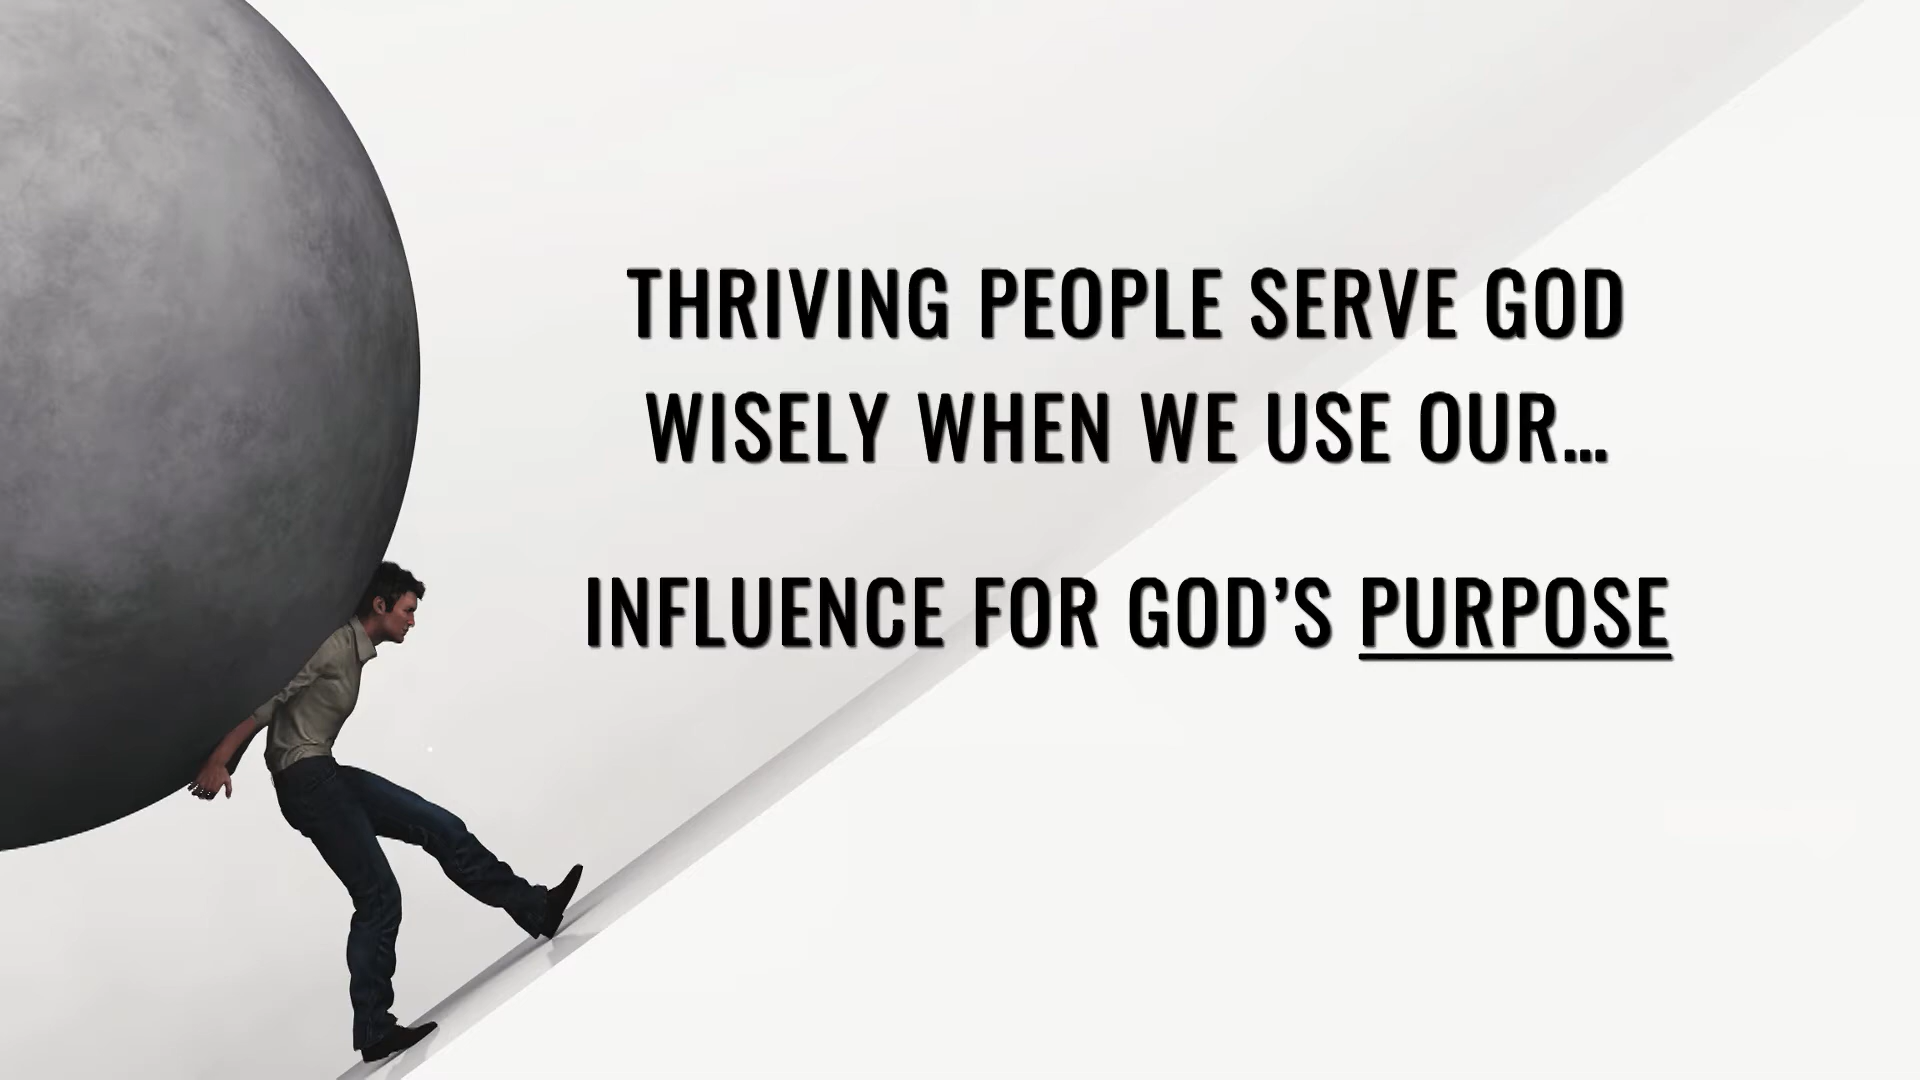 THRIVING PEOPLE SERVE GOD
WISELY WHEN WE USE OUR…
INFLUENCE FOR GOD’S PURPOSE